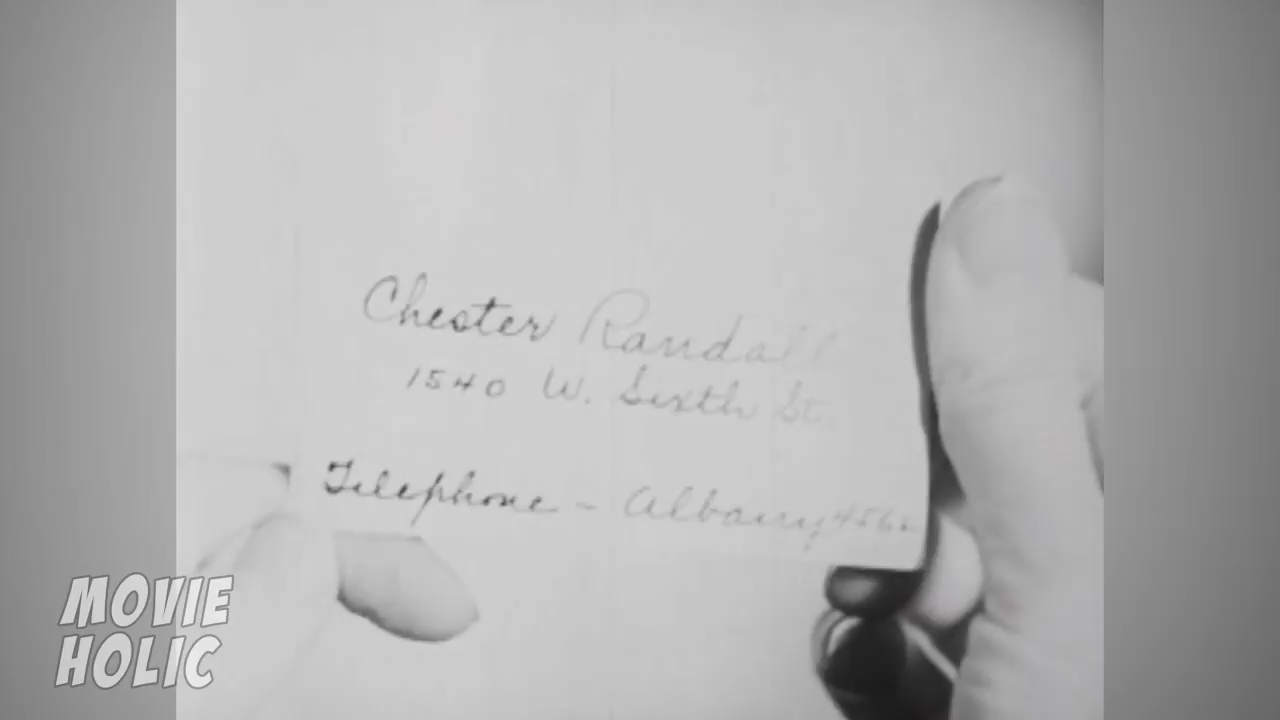 Chester Randall
1540 W. Sixth St.
Telephone - Albany
MOVIE
HOLIC